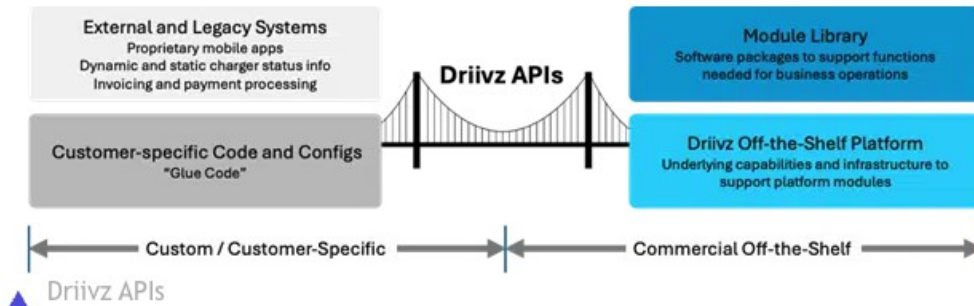 External and Legacy Systems
Proprietary mobile apps
Dynamic and static charger status info
Invoicing and payment processing
Customer-specific Code and Configs
"Glue Code"
Driivz APIs
Module Library
Software packages to support functions
needed for business operations
Driivz Off-the-Shelf Platform
Underlying capabilities and infrastructure to
support platform modules
Custom / Customer-Specific
Commercial Off-the-Shelf
Driivz APIs